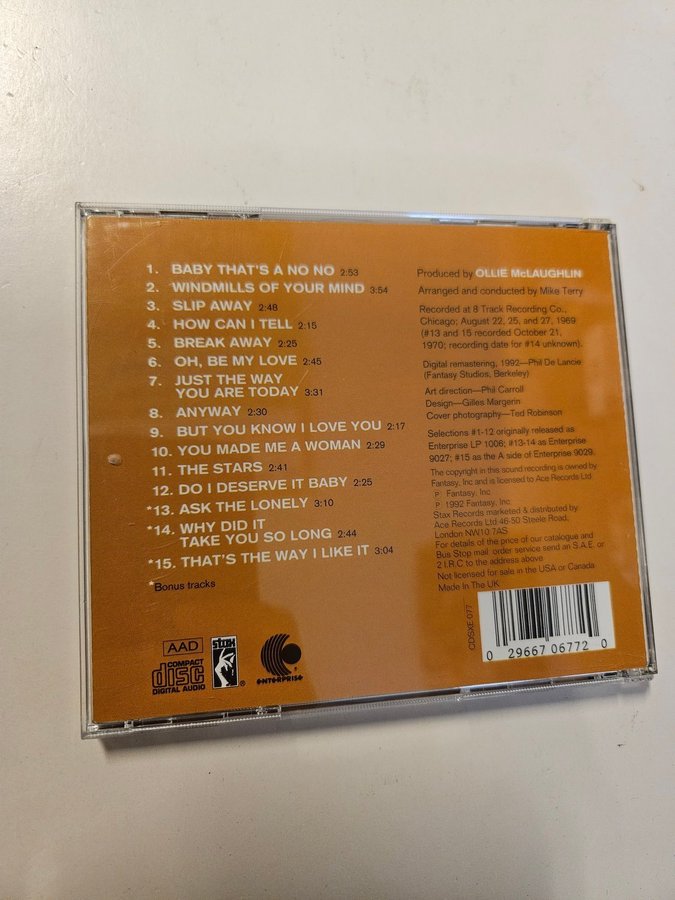 1. BABY THAT'S A NO NO 2:53
2. WINDMILLS OF YOUR MIND 3:54
3. SLIP AWAY 2:48
4. HOW CAN I TELL 2:15
5. BREAK AWAY 2:25
6. OH, BE MY LOVE 2:45
7. JUST THE WAY
YOU ARE TODAY 3:31
8. ANYWAY 2:30
9. BUT YOU KNOW I LOVE YOU 2:17
10. YOU MADE ME A WOMAN 2:29
11. THE STARS 2:41
12. DO I DESERVE IT BABY 2:25
*13. ASK THE LONELY 3:10
*14. WHY DID IT
TAKE YOU SO LONG 2:44
*15. THAT'S THE WAY I LIKE IT 3:04
*Bonus tracks
Produced by OLLIE McLAUGHLIN
Arranged and conducted by Mike Terry
Recorded at 8 Track Recording Co.,
Chicago; August 22, 25, and 27, 1969
(#13 and 15 recorded October 21,
1970; recording date for #14 unknown).
Digital remastering, 1992—Phil De Lancie
(Fantasy Studios, Berkeley)
Art direction—Phil Carroll
Design—Gilles Margerin
Cover photography—Ted Robinson
Selections #1-12 originally released as
Enterprise LP 1006; #13-14 as Enterprise
9027; #15 as the A side of Enterprise 9029.
The copyright in this sound recording is owned by
Fantasy, Inc and is licensed to Ace Records Ltd
℗ Fantasy, Inc
℗ 1992 Fantasy, Inc
Stax Records marketed & distributed by
Ace Records Ltd 46-50 Steele Road,
London NW10 7AS
For details of the price of our catalogue and
Bus Stop mail order service send an S.A.E. or
2 I.R.C to the address above
Not licensed for sale in the USA or Canada
Made in The UK
CDSXE 077
0 29667 06772 0
AAD
COMPACT
disc
DIGITAL AUDIO
stax
®
enterprise